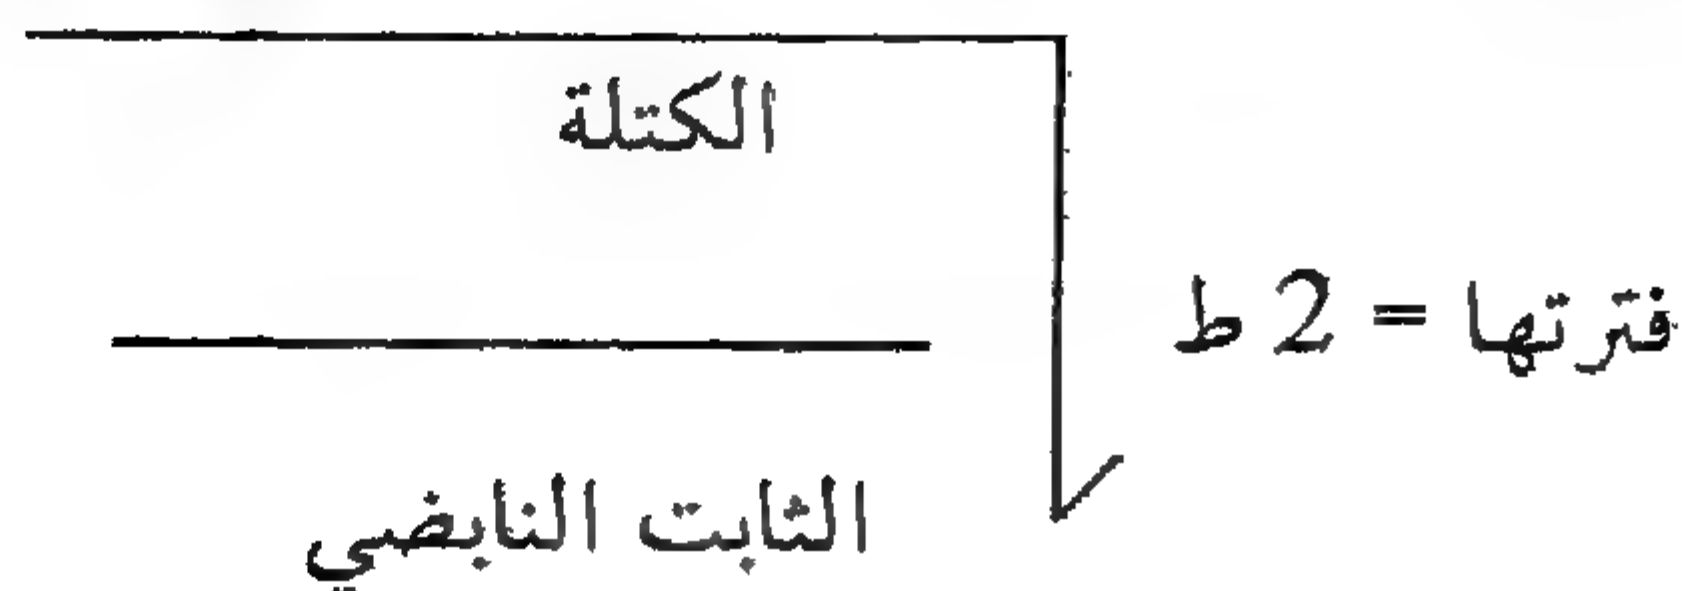 الكتلة
فترتها = 2 ط
الثابت النابضي